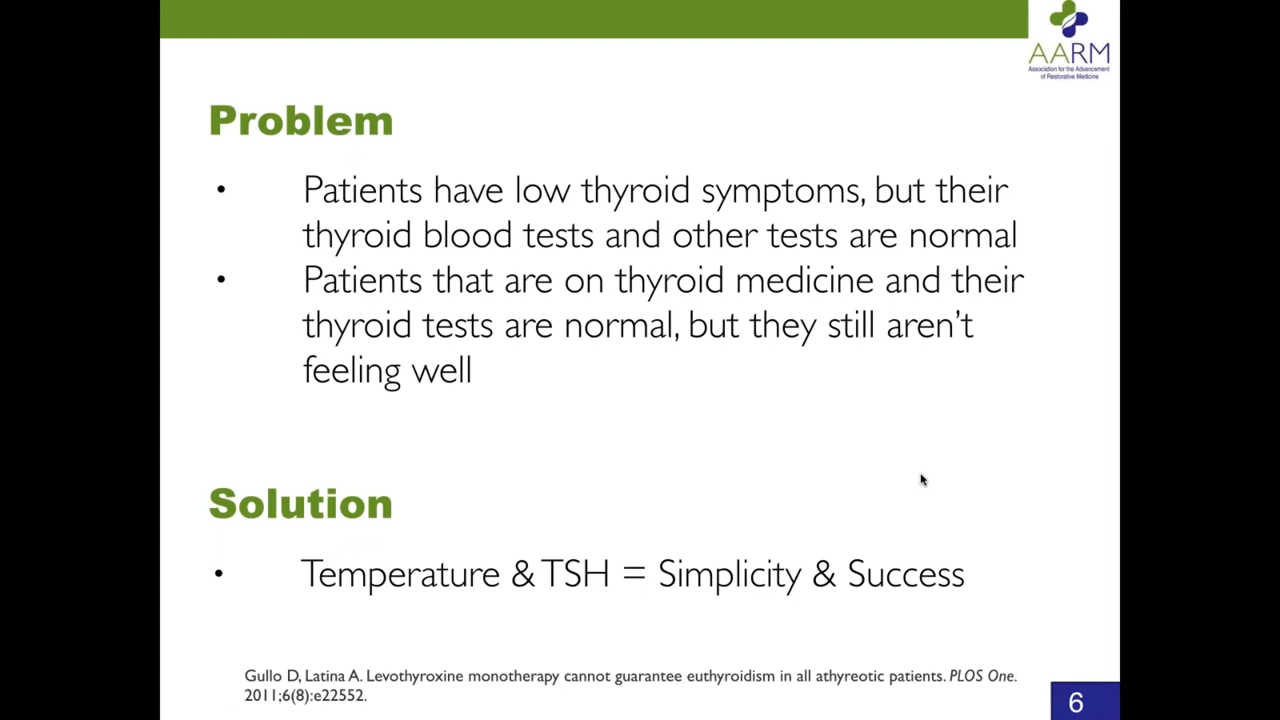 AARM
Association for the Advancement
of Restorative Medicine
Problem
• Patients have low thyroid symptoms, but their
thyroid blood tests and other tests are normal
• Patients that are on thyroid medicine and their
thyroid tests are normal, but they still aren’t
feeling well
Solution
• Temperature & TSH = Simplicity & Success
Gullo D, Latina A. Levothyroxine monotherapy cannot guarantee euthyroidism in all athyreotic patients. PLOS One.
2011;6(8):e22552.
6